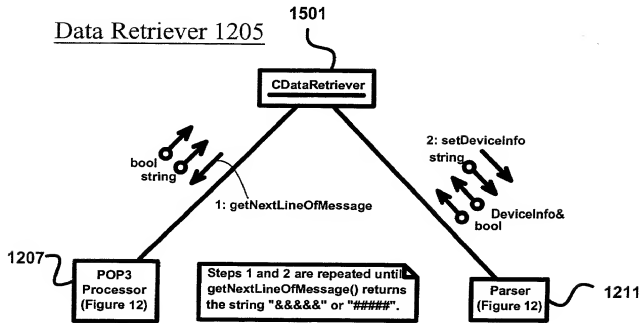 Data Retriever 1205
1501
CDataRetriever
bool
string
1: getNextLineOfMessage
2: setDeviceInfo
string
DeviceInfo&
bool
1207
POP3
Processor
(Figure 12)
Steps 1 and 2 are repeated until
getNextLineOfMessage() returns
the string "&&&&&" or "#####".
Parser
(Figure 12)
1211